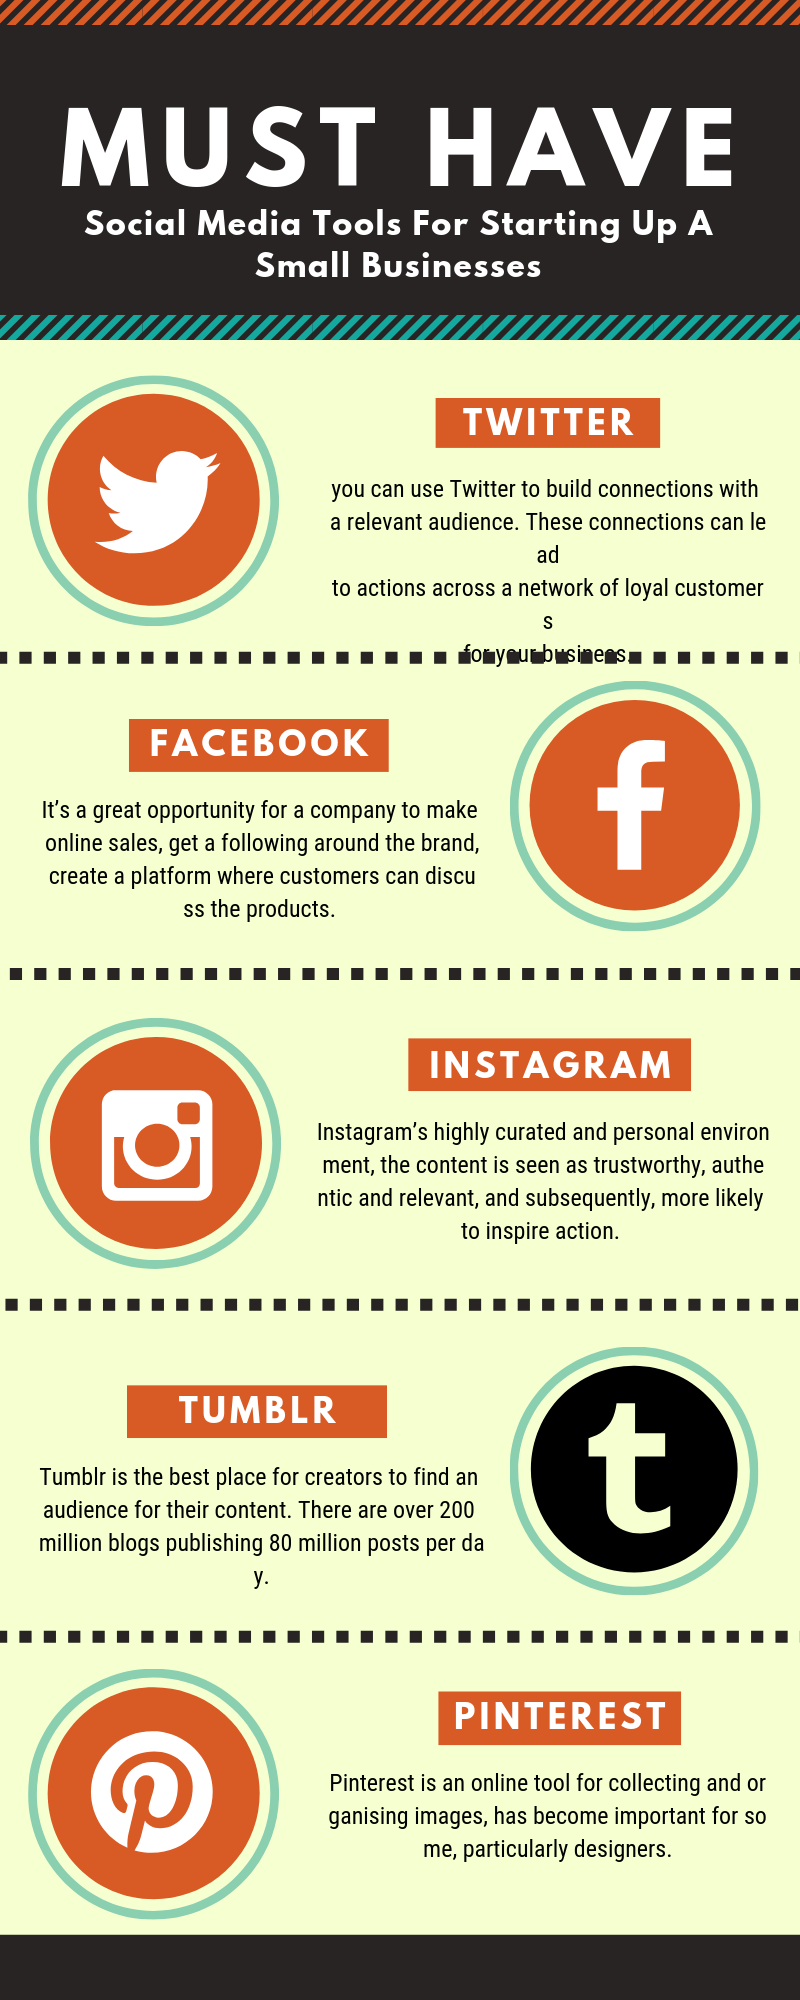 MUST HAVE
Social Media Tools For Starting Up A
Small Businesses
TWITTER
you can use Twitter to build connections with
a relevant audience. These connections can le
ad
to actions across a network of loyal customer
s
for your business.
FACEBOOK
It’s a great opportunity for a company to make
online sales, get a following around the brand,
create a platform where customers can discu
ss the products.
INSTAGRAM
Instagram’s highly curated and personal environ
ment, the content is seen as trustworthy, authe
ntic and relevant, and subsequently, more likely
to inspire action.
TUMBLR
Tumblr is the best place for creators to find an
audience for their content. There are over 200
million blogs publishing 80 million posts per da
y.
PINTEREST
Pinterest is an online tool for collecting and or
ganising images, has become important for so
me, particularly designers.